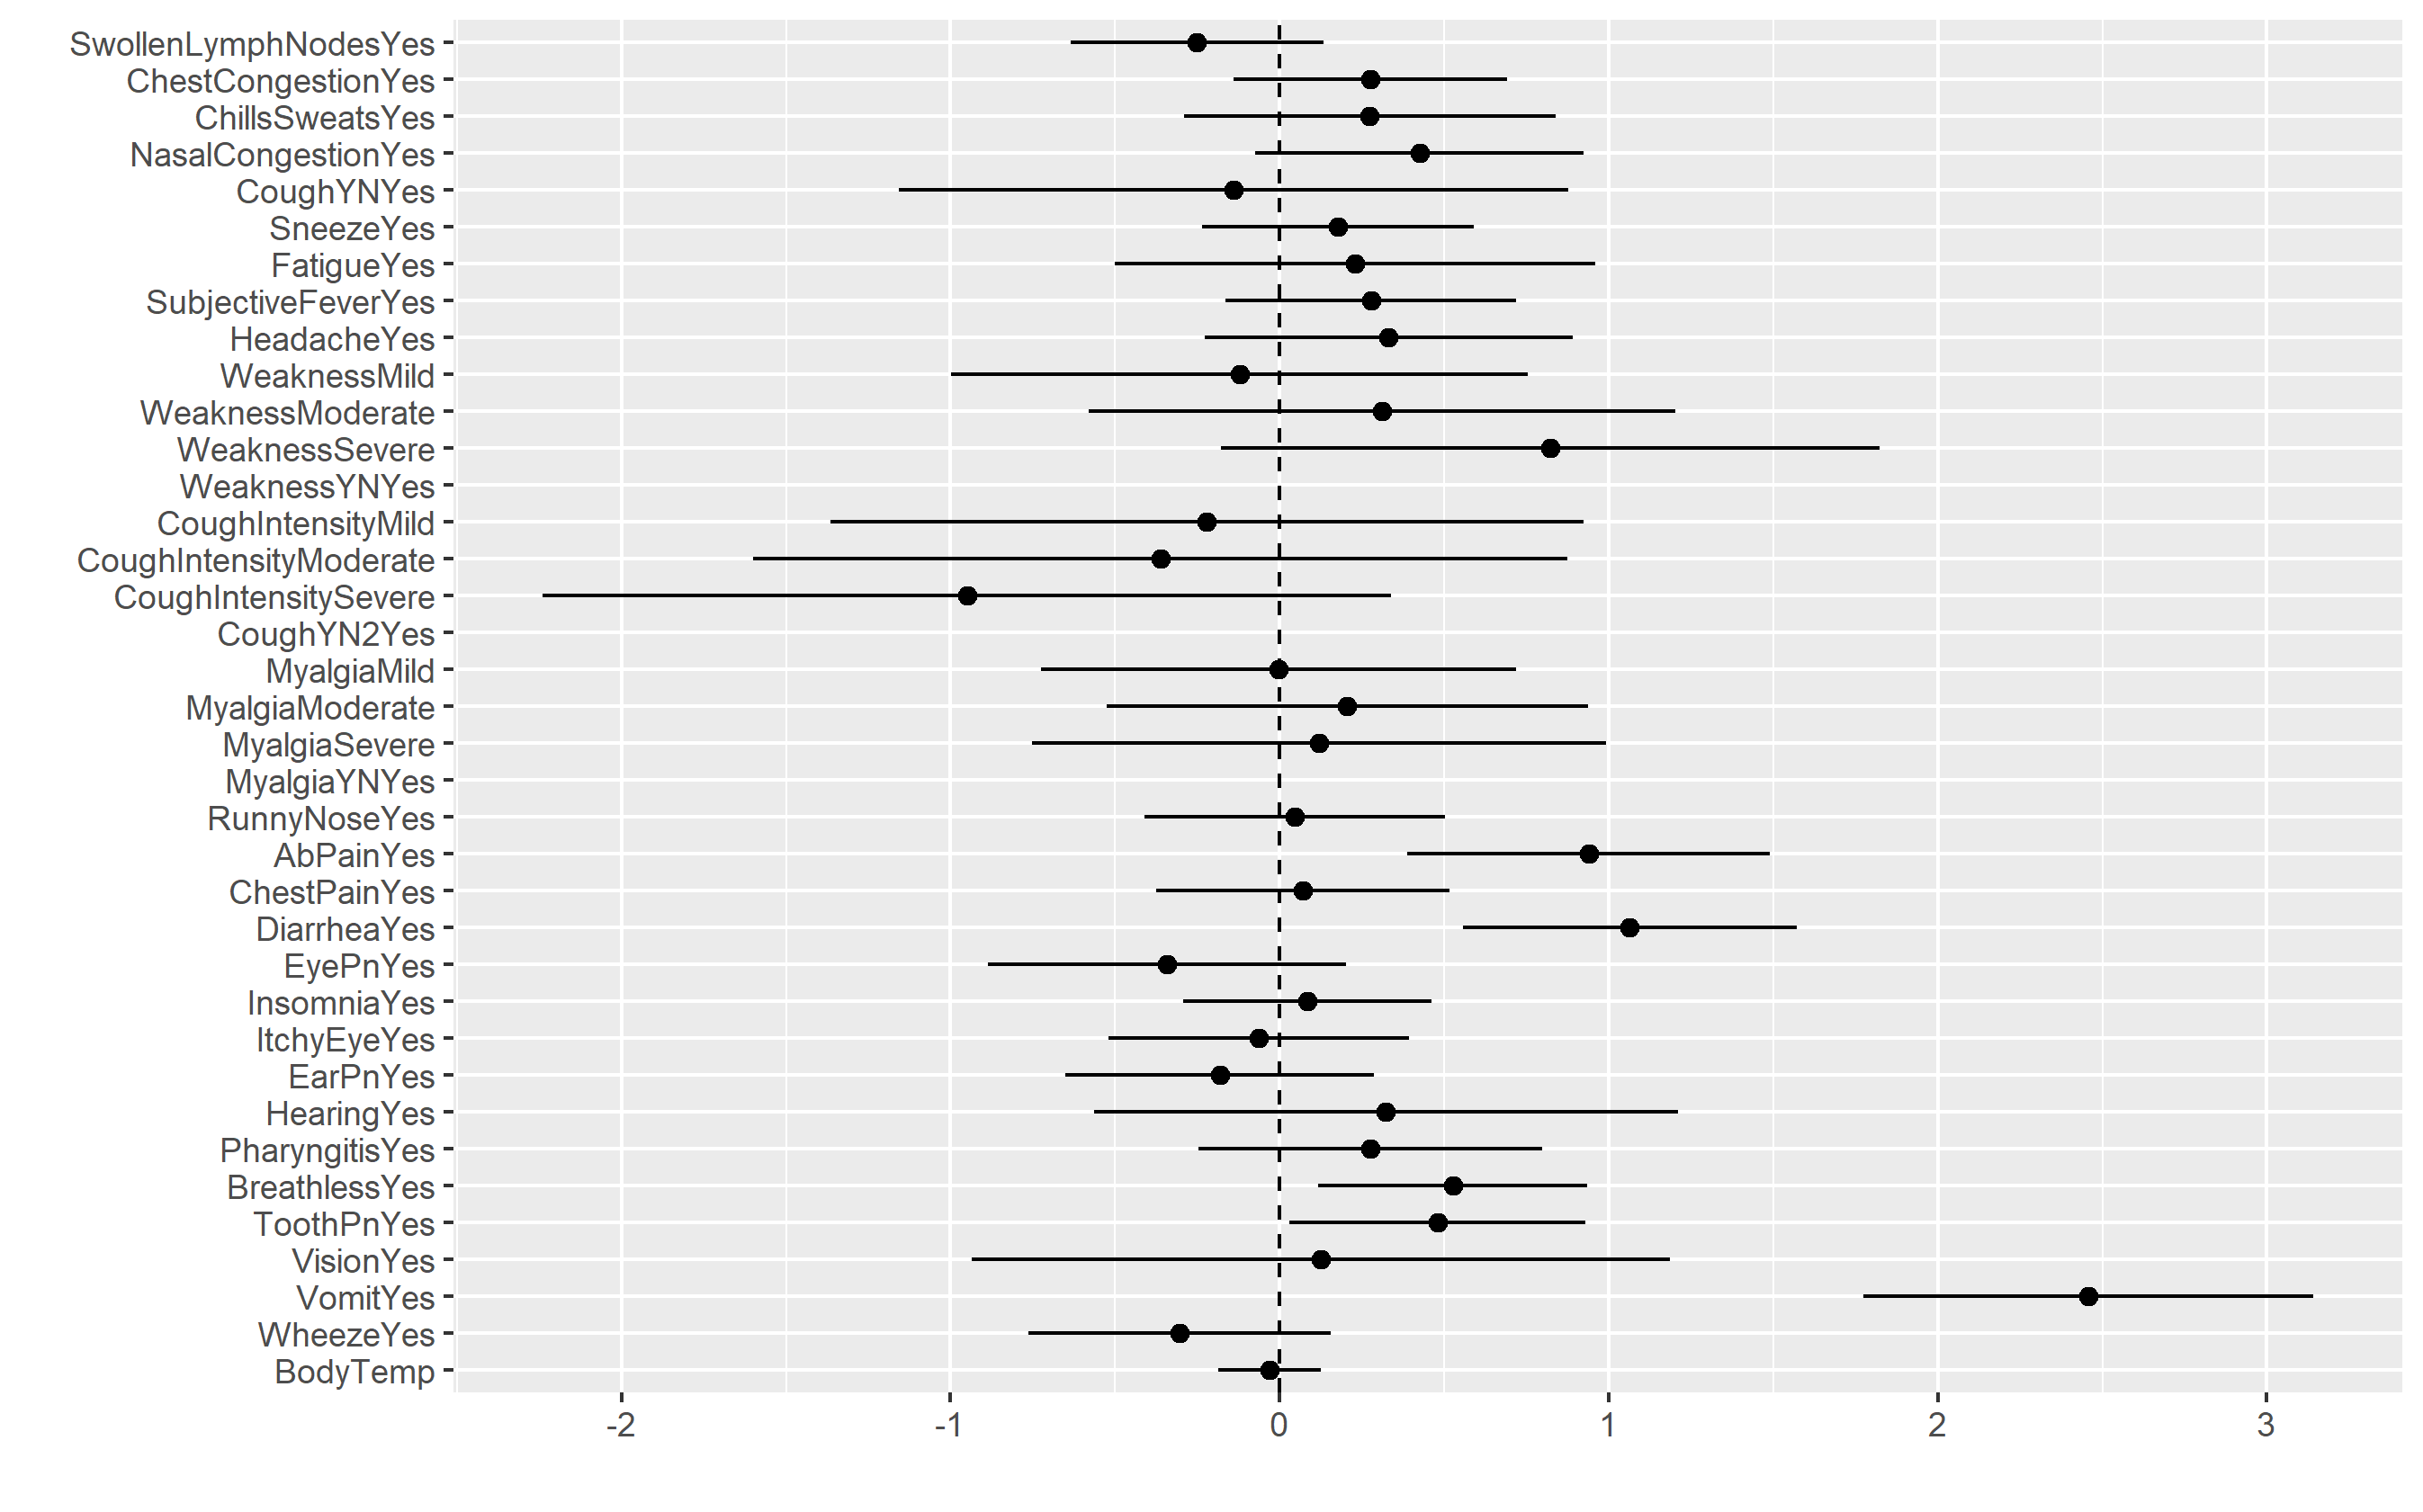 SwollenLymphNodesYes
ChestCongestionYes
ChillsSweatsYes
NasalCongestionYes
CoughYNYes
SneezeYes
FatigueYes
SubjectiveFeverYes
HeadacheYes
WeaknessMild
WeaknessModerate
WeaknessSevere
WeaknessYNYes
CoughIntensityMild
CoughIntensityModerate
CoughIntensitySevere
CoughYN2Yes
MyalgiaMild
MyalgiaModerate
MyalgiaSevere
MyalgiaYNYes
RunnyNoseYes
AbPainYes
ChestPainYes
DiarrheaYes
EyePnYes
InsomniaYes
ItchyEyeYes
EarPnYes
HearingYes
PharyngitisYes
BreathlessYes
ToothPnYes
VisionYes
VomitYes
WheezeYes
BodyTemp
-2 -1 0 1 2 3